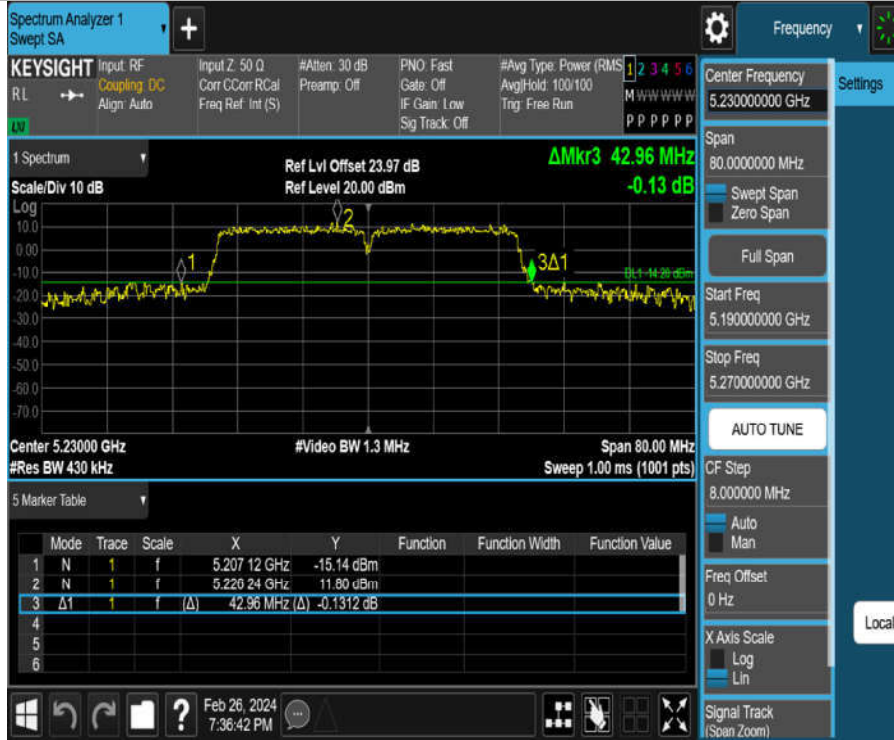 Spectrum Analyzer 1
Swept SA
+
Frequency
KEYSIGHT
RL
LXI
Input: RF
Coupling: DC
Align: Auto
Input Z: 50 Ω
Corr CCorr RCal
Freq Ref: Int (S)
#Atten: 30 dB
Preamp: Off
PNO: Fast
Gate: Off
IF Gain: Low
Sig Track: Off
#Avg Type: Power (RMS
Avg|Hold: 100/100
Trig: Free Run
1 2 3 4 5 6
M W W W W W
P P P P P P
1 Spectrum
Scale/Div 10 dB
Ref Lvl Offset 23.97 dB
Ref Level 20.00 dBm
ΔMkr3 42.96 MHz
-0.13 dB
Log
10.0
0.00
-10.0
-20.0
-30.0
-40.0
-50.0
-60.0
-70.0
1
2
3Δ1
DL1 -14.20 dBm
Center 5.23000 GHz
#Res BW 430 kHz
#Video BW 1.3 MHz
Span 80.00 MHz
Sweep 1.00 ms (1001 pts)
5 Marker Table
Mode Trace Scale X Y Function Function Width Function Value
1 N 1 f 5.207 12 GHz -15.14 dBm
2 N 1 f 5.226 24 GHz 11.80 dBm
3 Δ1 1 f (Δ) 42.96 MHz (Δ) -0.1312 dB
4
5
6
?
Feb 26, 2024
7:36:42 PM
Center Frequency
5.230000000 GHz
Settings
Span
80.0000000 MHz
Swept Span
Zero Span
Full Span
Start Freq
5.190000000 GHz
Stop Freq
5.270000000 GHz
AUTO TUNE
CF Step
8.000000 MHz
Auto
Man
Freq Offset
0 Hz
Local
X Axis Scale
Log
Lin
Signal Track
(Span Zoom)